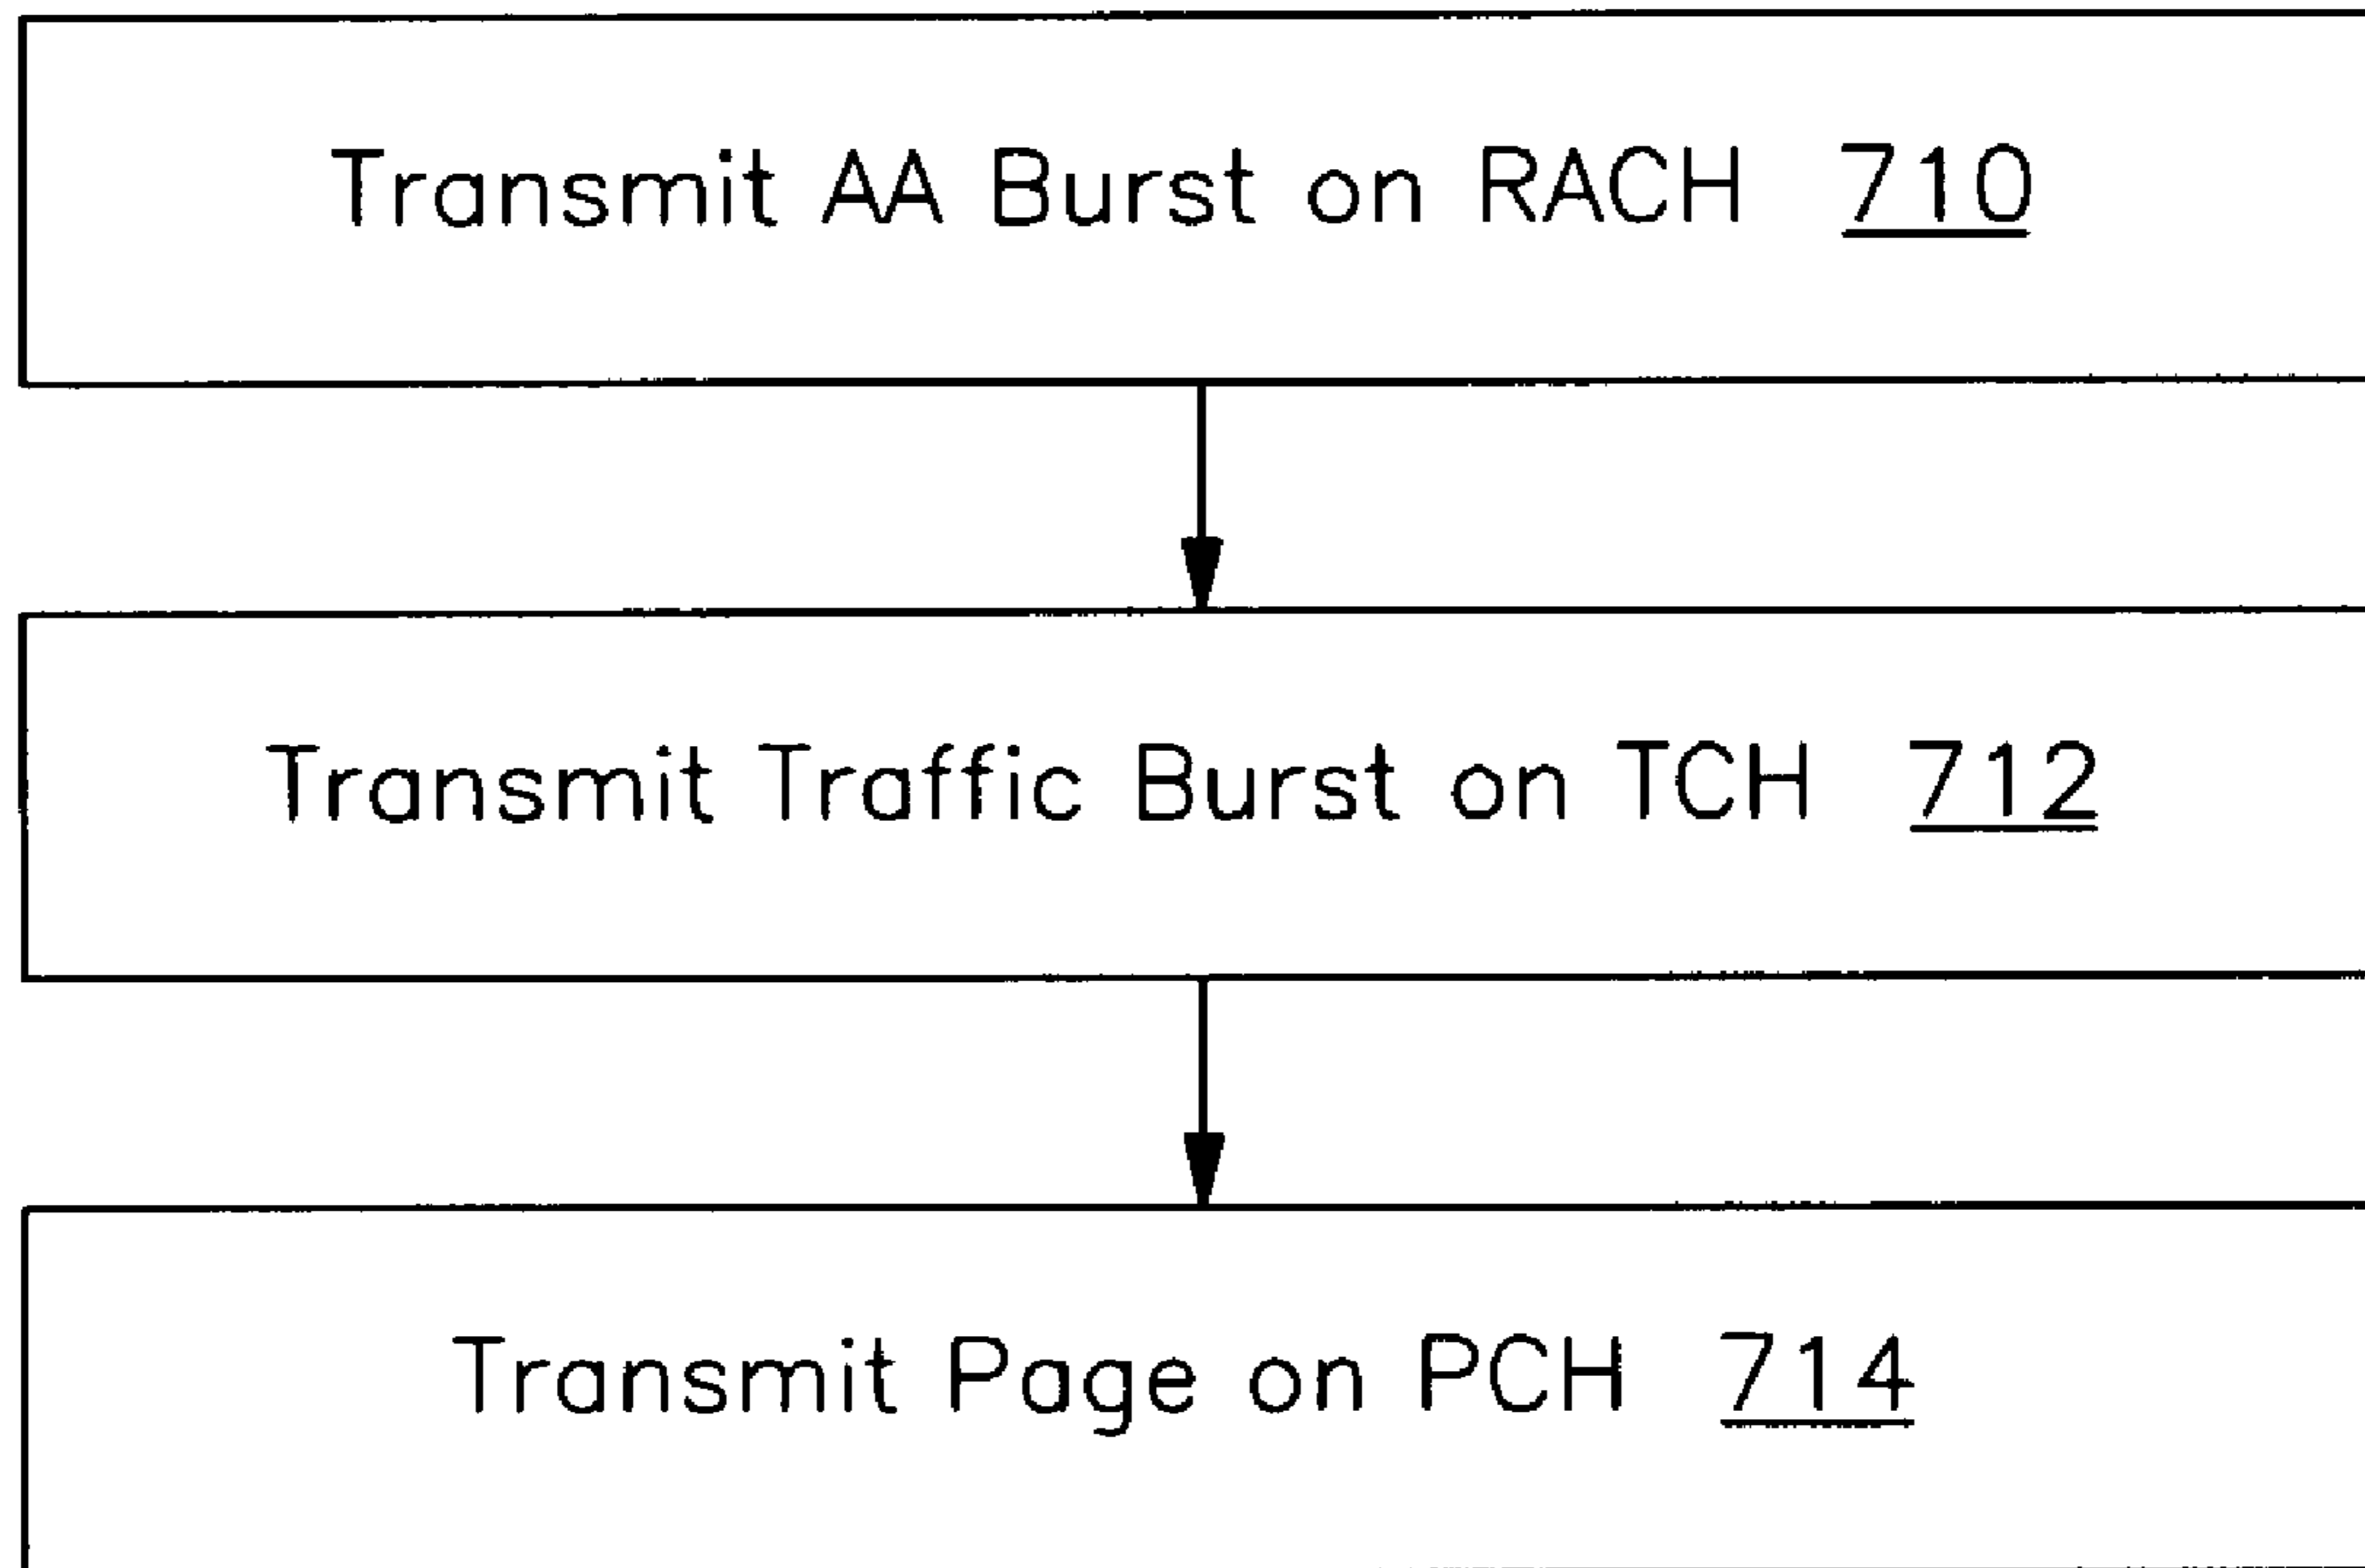 Transmit AA Burst on RACH 710
Transmit Traffic Burst on TCH 712
Transmit Page on PCH 714